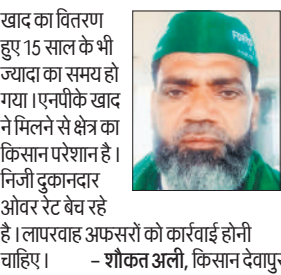 खाद का वितरण
हुए 15 साल के भी
ज्यादा का समय हो
गया। एनपीके खाद
ने मिलने से क्षेत्र का
किसान परेशान है।
निजी दुकानदार
ओवर रेट बेच रहे
है। लापरवाह अफसरों को कार्रवाई होनी
चाहिए। – शौकत अली, किसान देवापुर